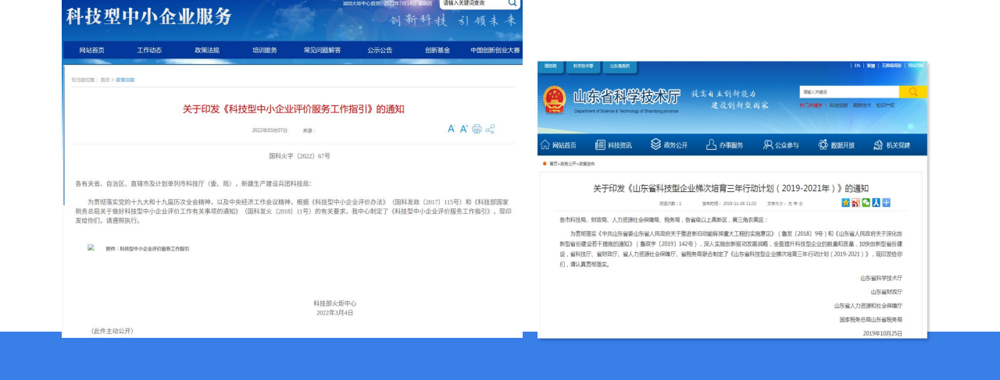 返回火炬中心首页 2022年7月14日 星期四
请输入关键词查询
科技型中小企业服务
创新科技 引领未来
网站首页 工作动态 政策法规 培训服务 常见问题解答 公示公告 创新基金 中国创新创业大赛
您当前位置： 首页 > 政策法规
关于印发《科技型中小企业评价服务工作指引》的通知
2022年03月07日 来源：
A- A+
国科火字〔2022〕67号
各有关省、自治区、直辖市及计划单列市科技厅（委、局），新疆生产建设兵团科技局：
为贯彻落实党的十九大和十九届历次全会精神，以及中央经济工作会议精神，根据《科技型中小企业评价办法》（国科发政〔2017〕115号）和《科技部国家
税务总局关于做好科技型中小企业评价工作有关事项的通知》（国科发火〔2018〕11号）的有关要求，我中心制定了《科技型中小企业评价服务工作指引》，现印
发给你们，请遵照执行。
附件：科技型中小企业评价服务工作指引
科技部火炬中心
2022年3月4日
（此件主动公开）
国务院 科学技术部 山东省政府
| EN | 繁體 | 无障碍阅读 | 网站导航
山东省科学技术厅
Department of Science & Technology of Shandong province
提高自主创新能力
建设创新型国家
请输入关键词
热门关键字： 科技创新 高新技术 知识产权
网站首页 科技资讯 政务公开 办事服务 公众参与 数据开放 机关党建
首页>政务公开>政策发布
关于印发《山东省科技型企业梯次培育三年行动计划（2019-2021年）》的通知
浏览次数：1 发布时间： 2019-11-06 11:33 文字大小： 大 中 小
各市科技局、财政局、人力资源社会保障局、税务局，各省级以上高新区，黄三角农高区：
为贯彻落实《中共山东省委山东省人民政府关于推进新旧动能转换重大工程的实施意见》（鲁发〔2018〕9号）和《山东省人民政府关于深化创
新型省份建设若干措施的通知》（鲁政字〔2019〕142号），深入实施创新驱动发展战略，全面提升科技型企业的数量和质量，加快创新型省份建
设，省科技厅、省财政厅、省人力资源社会保障厅、省税务局联合制定了《山东省科技型企业梯次培育三年行动计划（2019-2021）》，现印发给你
们，请认真贯彻落实。
山东省科学技术厅
山东省财政厅
山东省人力资源和社会保障厅
国家税务总局山东省税务局
2019年10月25日